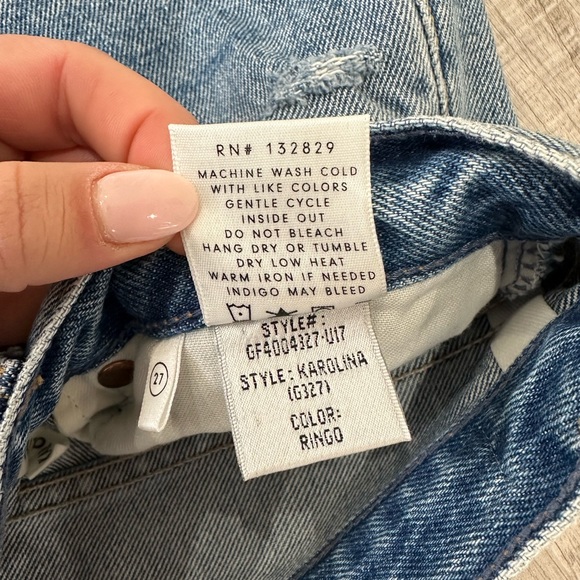 RN# 132829
MACHINE WASH COLD
WITH LIKE COLORS
GENTLE CYCLE
INSIDE OUT
DO NOT BLEACH
HANG DRY OR TUMBLE
DRY LOW HEAT
WARM IRON IF NEEDED
INDIGO MAY BLEED
STYLE#:
GF4004327-U17
STYLE: KAROLINA
(G327)
COLOR:
RINGO
27